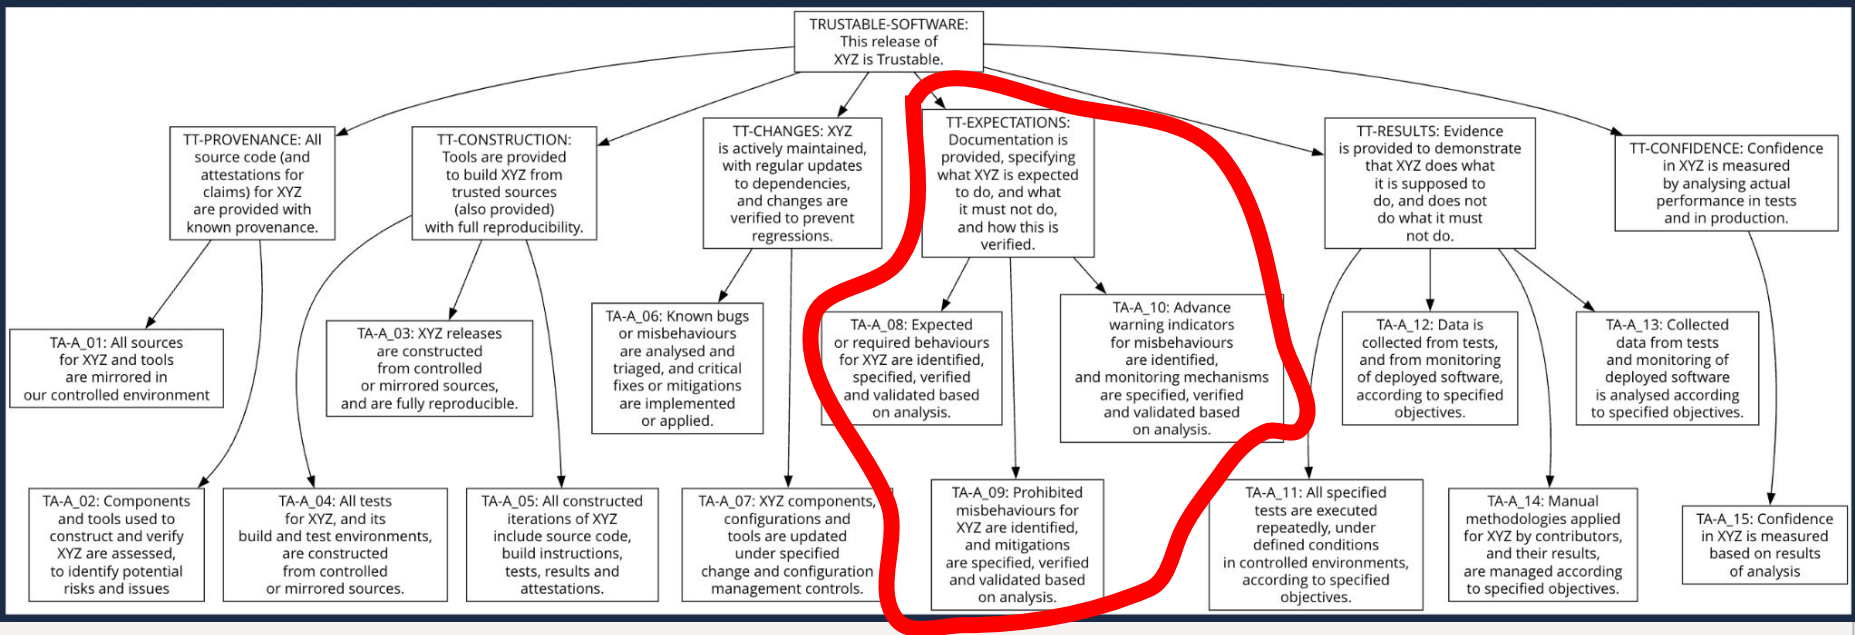 TRUSTABLE-SOFTWARE:
This release of
XYZ is Trustable.
TT-PROVENANCE: All
source code (and
attestations for
claims) for XYZ
are provided with
known provenance.
TT-CONSTRUCTION:
Tools are provided
to build XYZ from
trusted sources
(also provided)
with full reproducibility.
TT-CHANGES: XYZ
is actively maintained,
with regular updates
to dependencies,
and changes are
verified to prevent
regressions.
TT-EXPECTATIONS:
Documentation is
provided, specifying
what XYZ is expected
to do, and what
it must not do,
and how this is
verified.
TT-RESULTS: Evidence
is provided to demonstrate
that XYZ does what
it is supposed to
do, and does not
do what it must
not do.
TT-CONFIDENCE: Confidence
in XYZ is measured
by analysing actual
performance in tests
and in production.
TA-A_01: All sources
for XYZ and tools
are mirrored in
our controlled environment
TA-A_03: XYZ releases
are constructed
from controlled
or mirrored sources,
and are fully reproducible.
TA-A_06: Known bugs
or misbehaviours
are analysed and
triaged, and critical
fixes or mitigations
are implemented
or applied.
TA-A_08: Expected
or required behaviours
for XYZ are identified,
specified, verified
and validated based
on analysis.
TA-A_10: Advance
warning indicators
for misbehaviours
are identified,
and monitoring mechanisms
are specified, verified
and validated based
on analysis.
TA-A_12: Data is
collected from tests,
and from monitoring
of deployed software,
according to specified
objectives.
TA-A_13: Collected
data from tests
and monitoring of
deployed software
is analysed according
to specified objectives.
TA-A_02: Components
and tools used to
construct and verify
XYZ are assessed,
to identify potential
risks and issues
TA-A_04: All tests
for XYZ, and its
build and test environments,
are constructed
from controlled
or mirrored sources.
TA-A_05: All constructed
iterations of XYZ
include source code,
build instructions,
tests, results and
attestations.
TA-A_07: XYZ components,
configurations and
tools are updated
under specified
change and configuration
management controls.
TA-A_09: Prohibited
misbehaviours for
XYZ are identified,
and mitigations
are specified, verified
and validated based
on analysis.
TA-A_11: All specified
tests are executed
repeatedly, under
defined conditions
in controlled environments,
according to specified
objectives.
TA-A_14: Manual
methodologies applied
for XYZ by contributors,
and their results,
are managed according
to specified objectives.
TA-A_15: Confidence
in XYZ is measured
based on results
of analysis